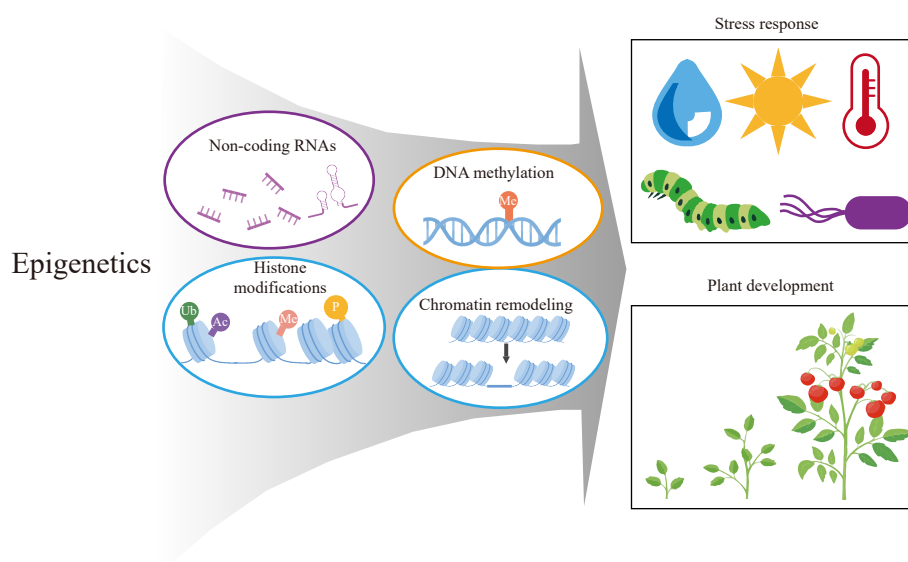 Stress response
Non-coding RNAs
DNA methylation
Me
Epigenetics
Histone
modifications
Ub
Ac
Me
P
Chromatin remodeling
Plant development